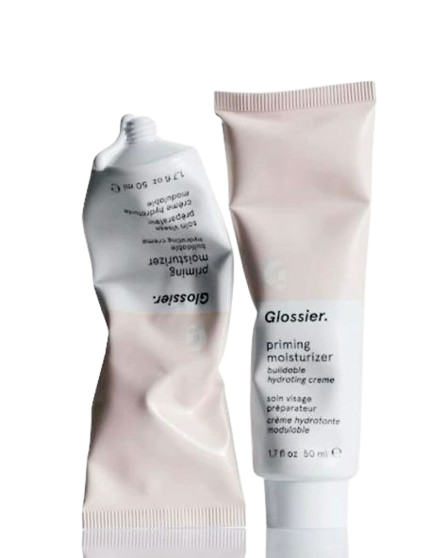 Glossier.
priming
moisturizer
buildable
hydrating creme
soin visage
préparateur
crème hydratante
modulable
1.7 fl oz 50 ml ℮
Glossier.
priming
moisturizer
buildable
hydrating creme
soin visage
préparateur
crème hydratante
modulable
1.7 fl oz 50 ml ℮